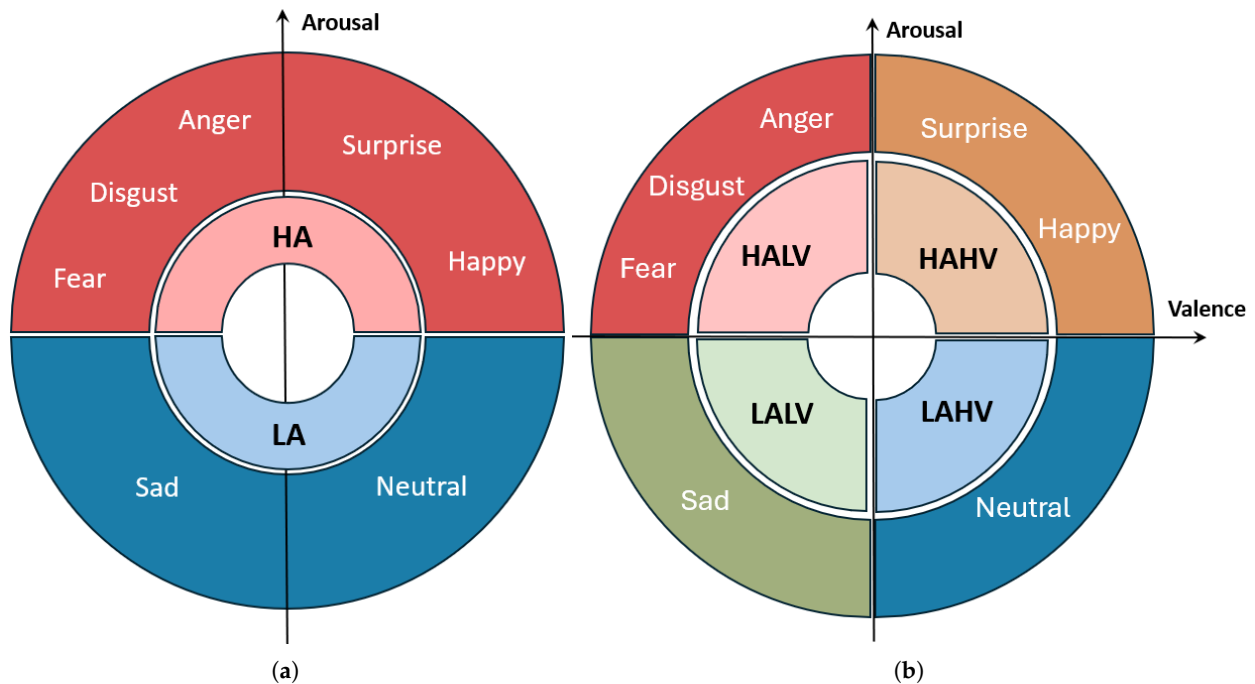 Arousal
Anger
Surprise
Disgust
HA
Happy
Fear
LA
Sad
Neutral
(a)
Arousal
Anger
Surprise
Disgust
Happy
HALV
HAHV
Fear
Valence
LALV
LAHV
Sad
Neutral
(b)